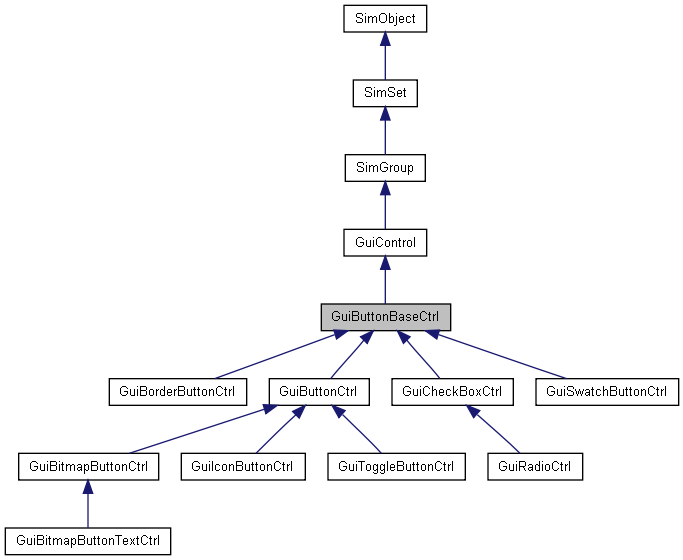 SimObject
SimSet
SimGroup
GuiControl
GuiButtonBaseCtrl
GuiBorderButtonCtrl
GuiButtonCtrl
GuiCheckBoxCtrl
GuiSwatchButtonCtrl
GuiBitmapButtonCtrl
GuiIconButtonCtrl
GuiToggleButtonCtrl
GuiRadioCtrl
GuiBitmapButtonTextCtrl